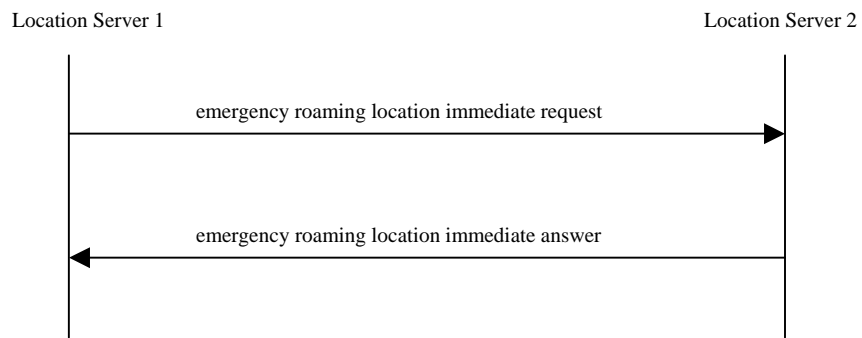 Location Server 1
Location Server 2
emergency roaming location immediate request
emergency roaming location immediate answer